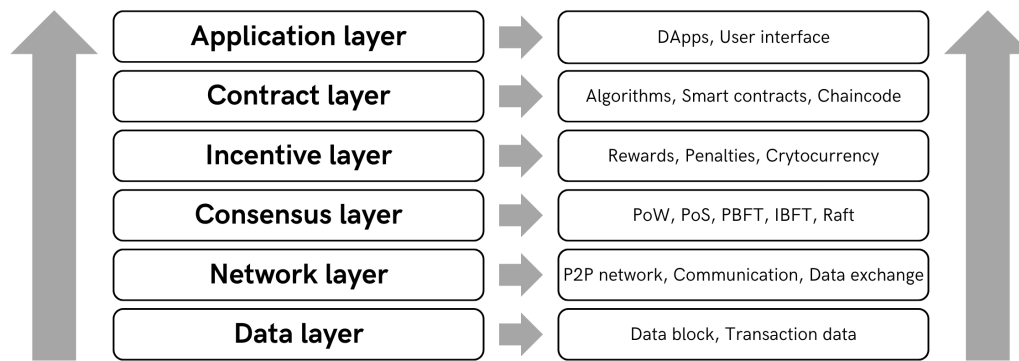 Application layer
DApps, User interface
Contract layer
Algorithms, Smart contracts, Chaincode
Incentive layer
Rewards, Penalties, Crytocurrency
Consensus layer
PoW, PoS, PBFT, IBFT, Raft
Network layer
P2P network, Communication, Data exchange
Data layer
Data block, Transaction data